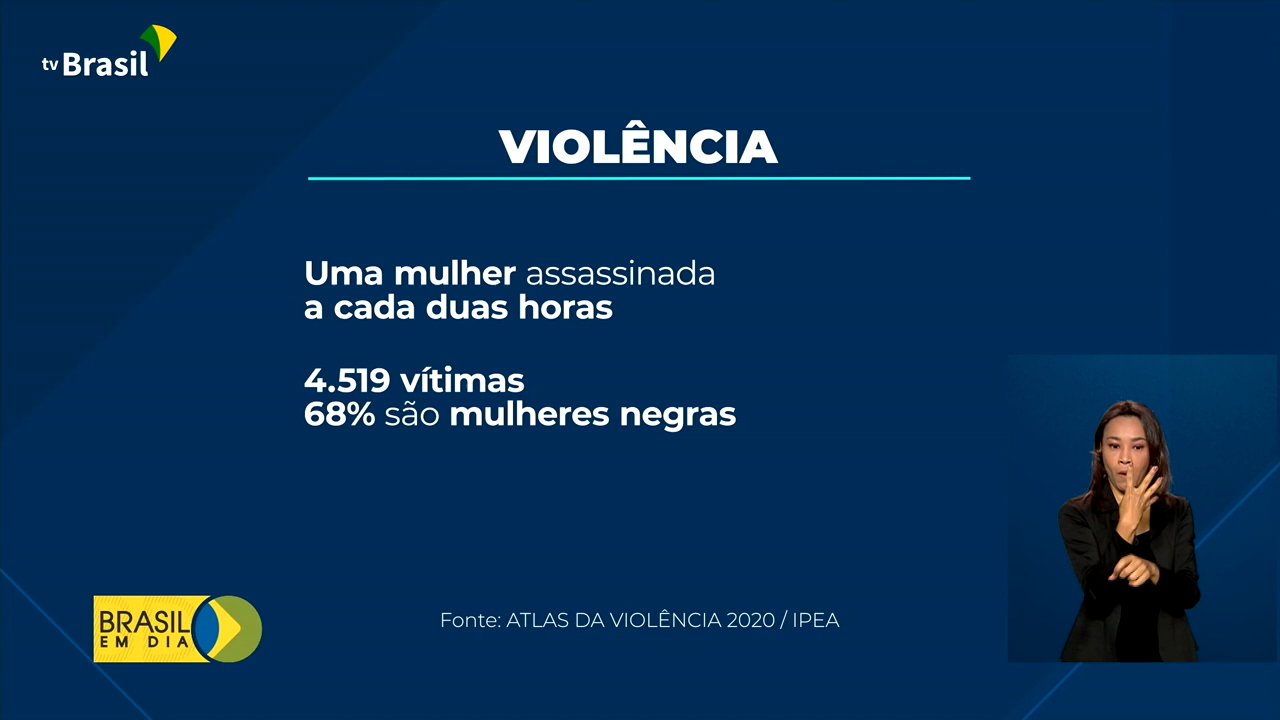 tv Brasil
VIOLÊNCIA
Uma mulher assassinada
a cada duas horas
4.519 vítimas
68% são mulheres negras
BRASIL
EM DIA
Fonte: ATLAS DA VIOLÊNCIA 2020 / IPEA